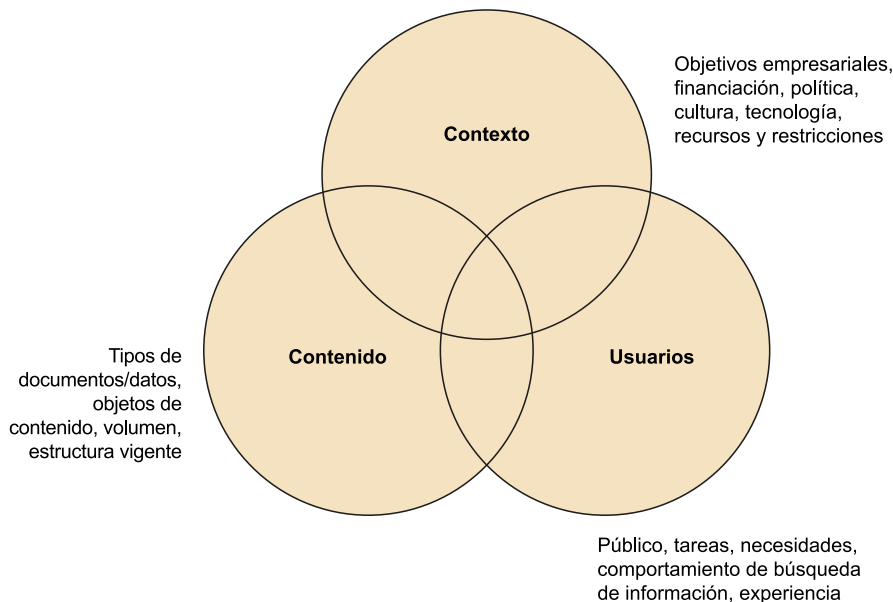 Objetivos empresariales,
financiación, política,
cultura, tecnología,
recursos y restricciones
Contexto
Contenido
Usuarios
Tipos de
documentos/datos,
objetos de
contenido, volumen,
estructura vigente
Público, tareas, necesidades,
comportamiento de búsqueda
de información, experiencia